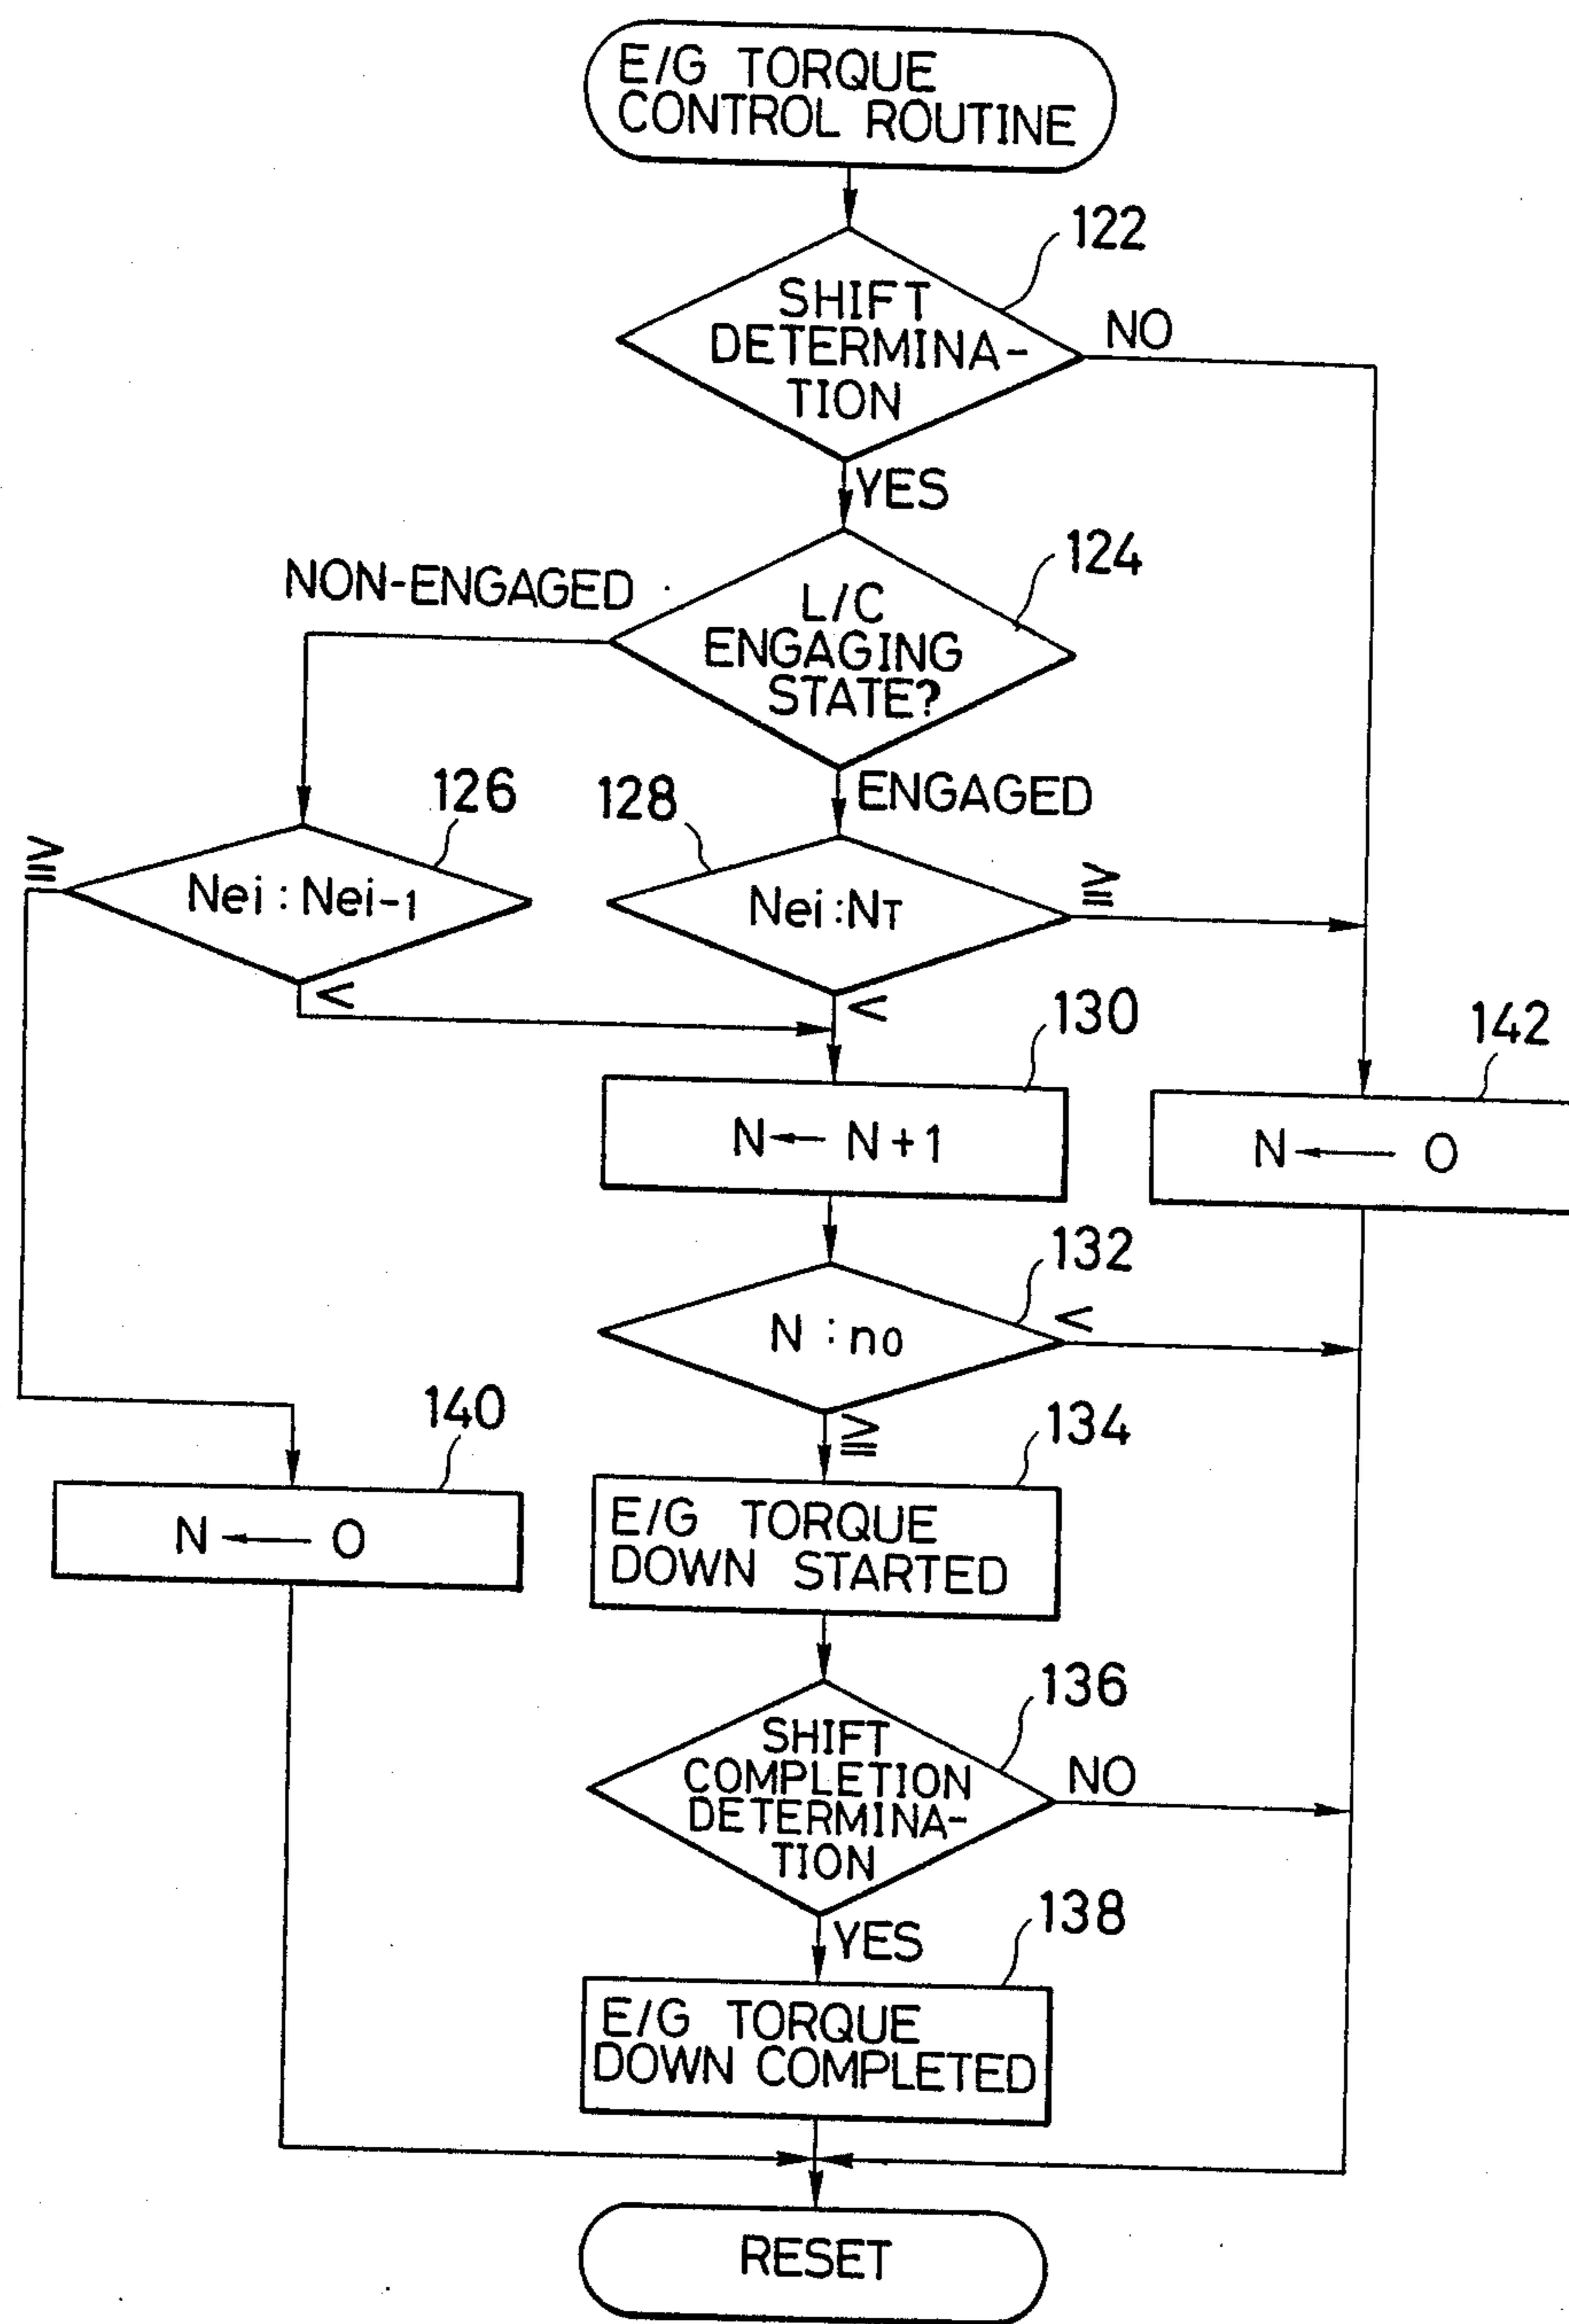 E/G TORQUE
CONTROL ROUTINE
122
SHIFT
DETERMINA-
TION
NO
YES
124
NON-ENGAGED
L/C
ENGAGING
STATE?
126
128
ENGAGED
≧
Nei : Nei-1
Nei : NT
≧
<
<
130
142
N ← N+1
N ← 0
132
N : no
<
140
≧
134
N ← 0
E/G TORQUE
DOWN STARTED
136
SHIFT
COMPLETION
DETERMINA-
TION
NO
YES
138
E/G TORQUE
DOWN COMPLETED
RESET